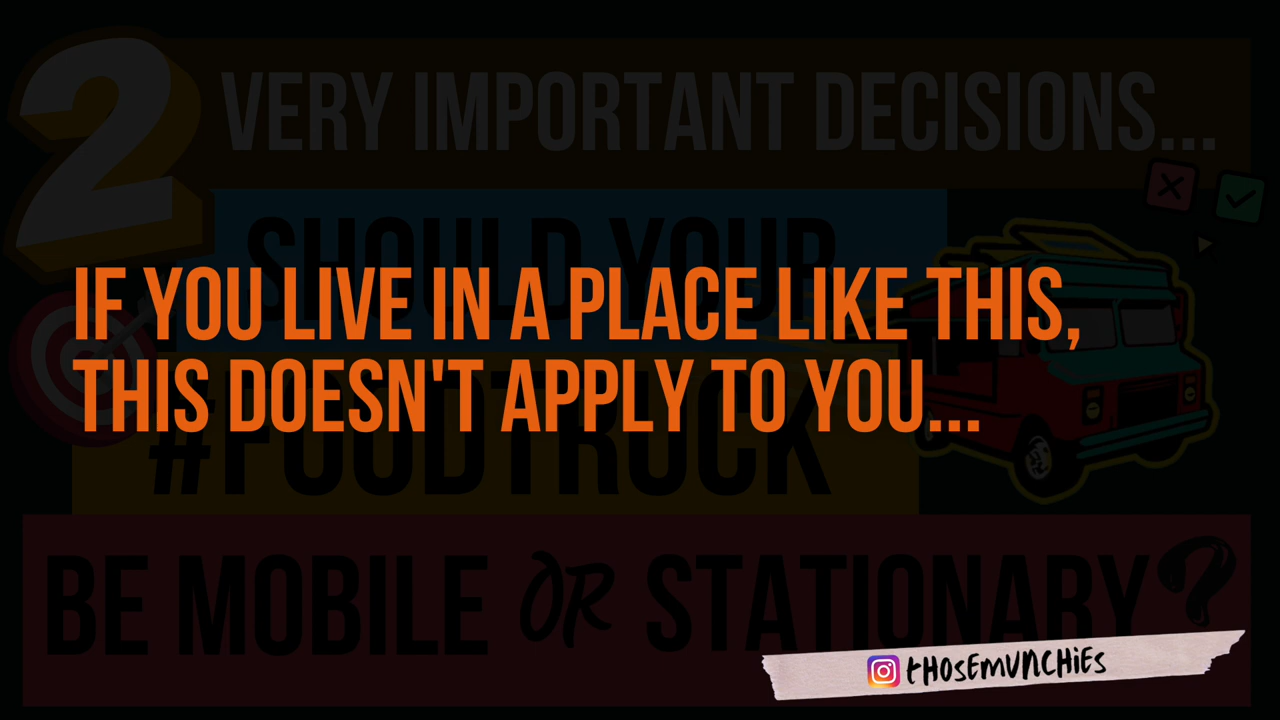 2 VERY IMPORTANT DECISIONS...
SHOULD YOUR
IF YOU LIVE IN A PLACE LIKE THIS,
THIS DOESN'T APPLY TO YOU...
#FOODTRUCK
BE MOBILE OR STATIONARY?
tHOSEMUNCHiES